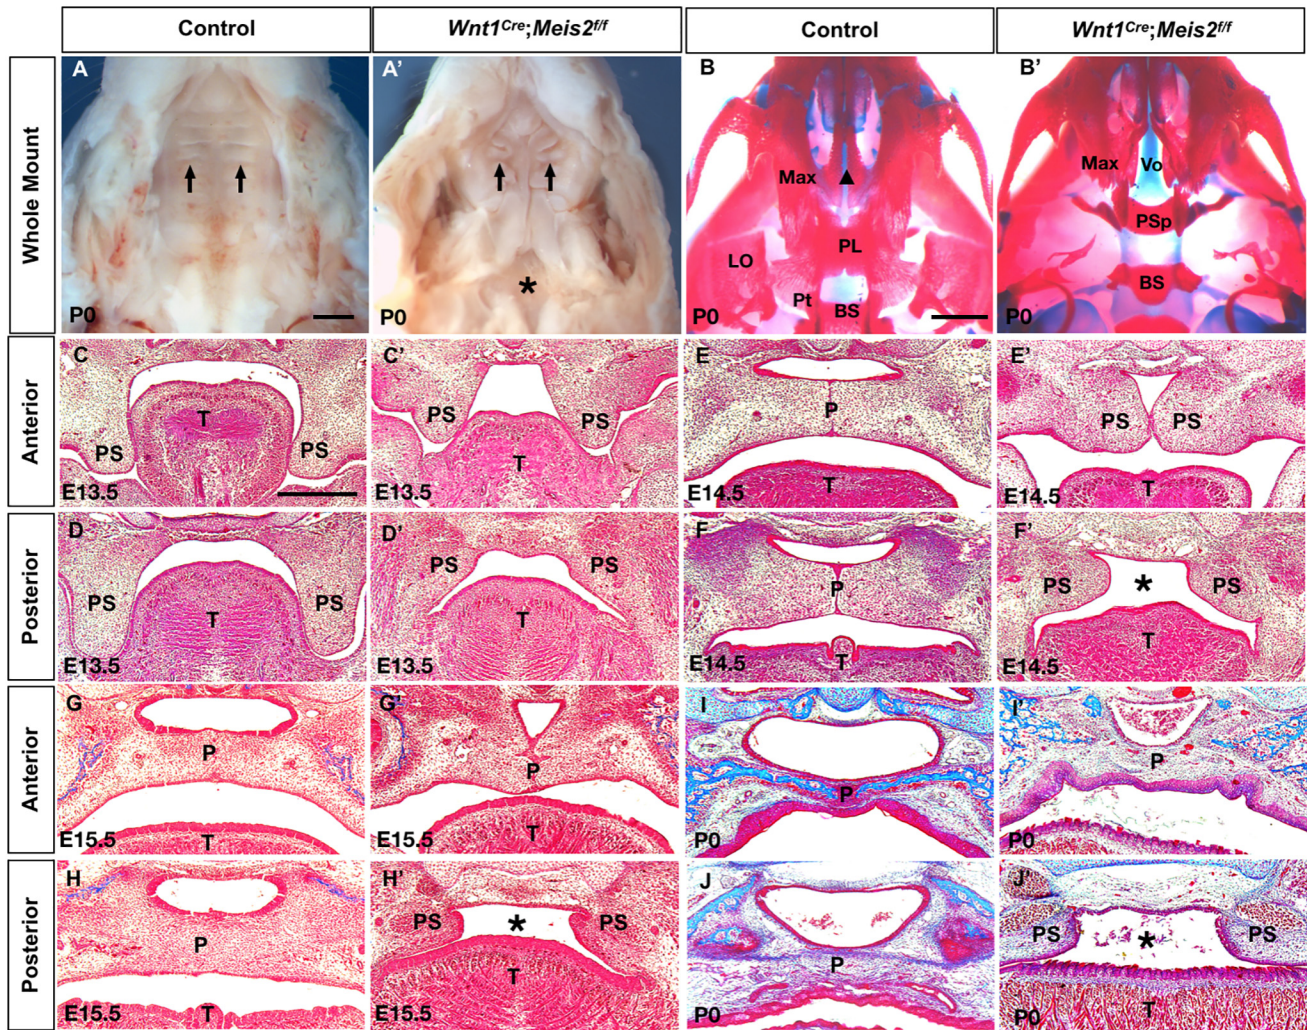 Control
Wnt1Cre;Meis2f/f
Control
Wnt1Cre;Meis2f/f
Whole Mount
A
P0
A'
*
P0
B
Max
LO
PL
Pt
BS
P0
B'
Max
Vo
PSp
BS
P0
Anterior
C
T
PS
PS
E13.5
C'
PS
PS
T
E13.5
E
P
T
E14.5
E'
PS
PS
T
E14.5
Posterior
D
PS
PS
T
E13.5
D'
PS
PS
T
E13.5
F
P
T
E14.5
F'
PS
*
PS
T
E14.5
Anterior
G
P
T
E15.5
G'
P
T
E15.5
I
P
P0
I'
P
P0
Posterior
H
P
T
E15.5
H'
PS
*
PS
T
E15.5
J
P
P0
J'
PS
*
PS
T
P0